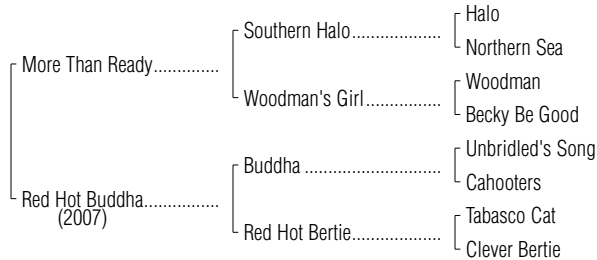 Halo
Southern Halo
Northern Sea
More Than Ready
Woodman
Woodman's Girl
Becky Be Good
Unbridled's Song
Buddha
Cahooters
Red Hot Buddha
(2007)
Tabasco Cat
Red Hot Bertie
Clever Bertie